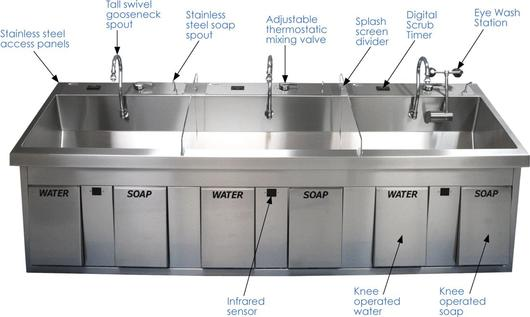 Stainless steel
access panels
Tall swivel
gooseneck
spout
Stainless
steel soap
spout
Adjustable
thermostatic
mixing valve
Splash
screen
divider
Digital
Scrub
Timer
Eye Wash
Station
WATER
SOAP
WATER
SOAP
WATER
SOAP
Infrared
sensor
Knee
operated
water
Knee
operated
soap